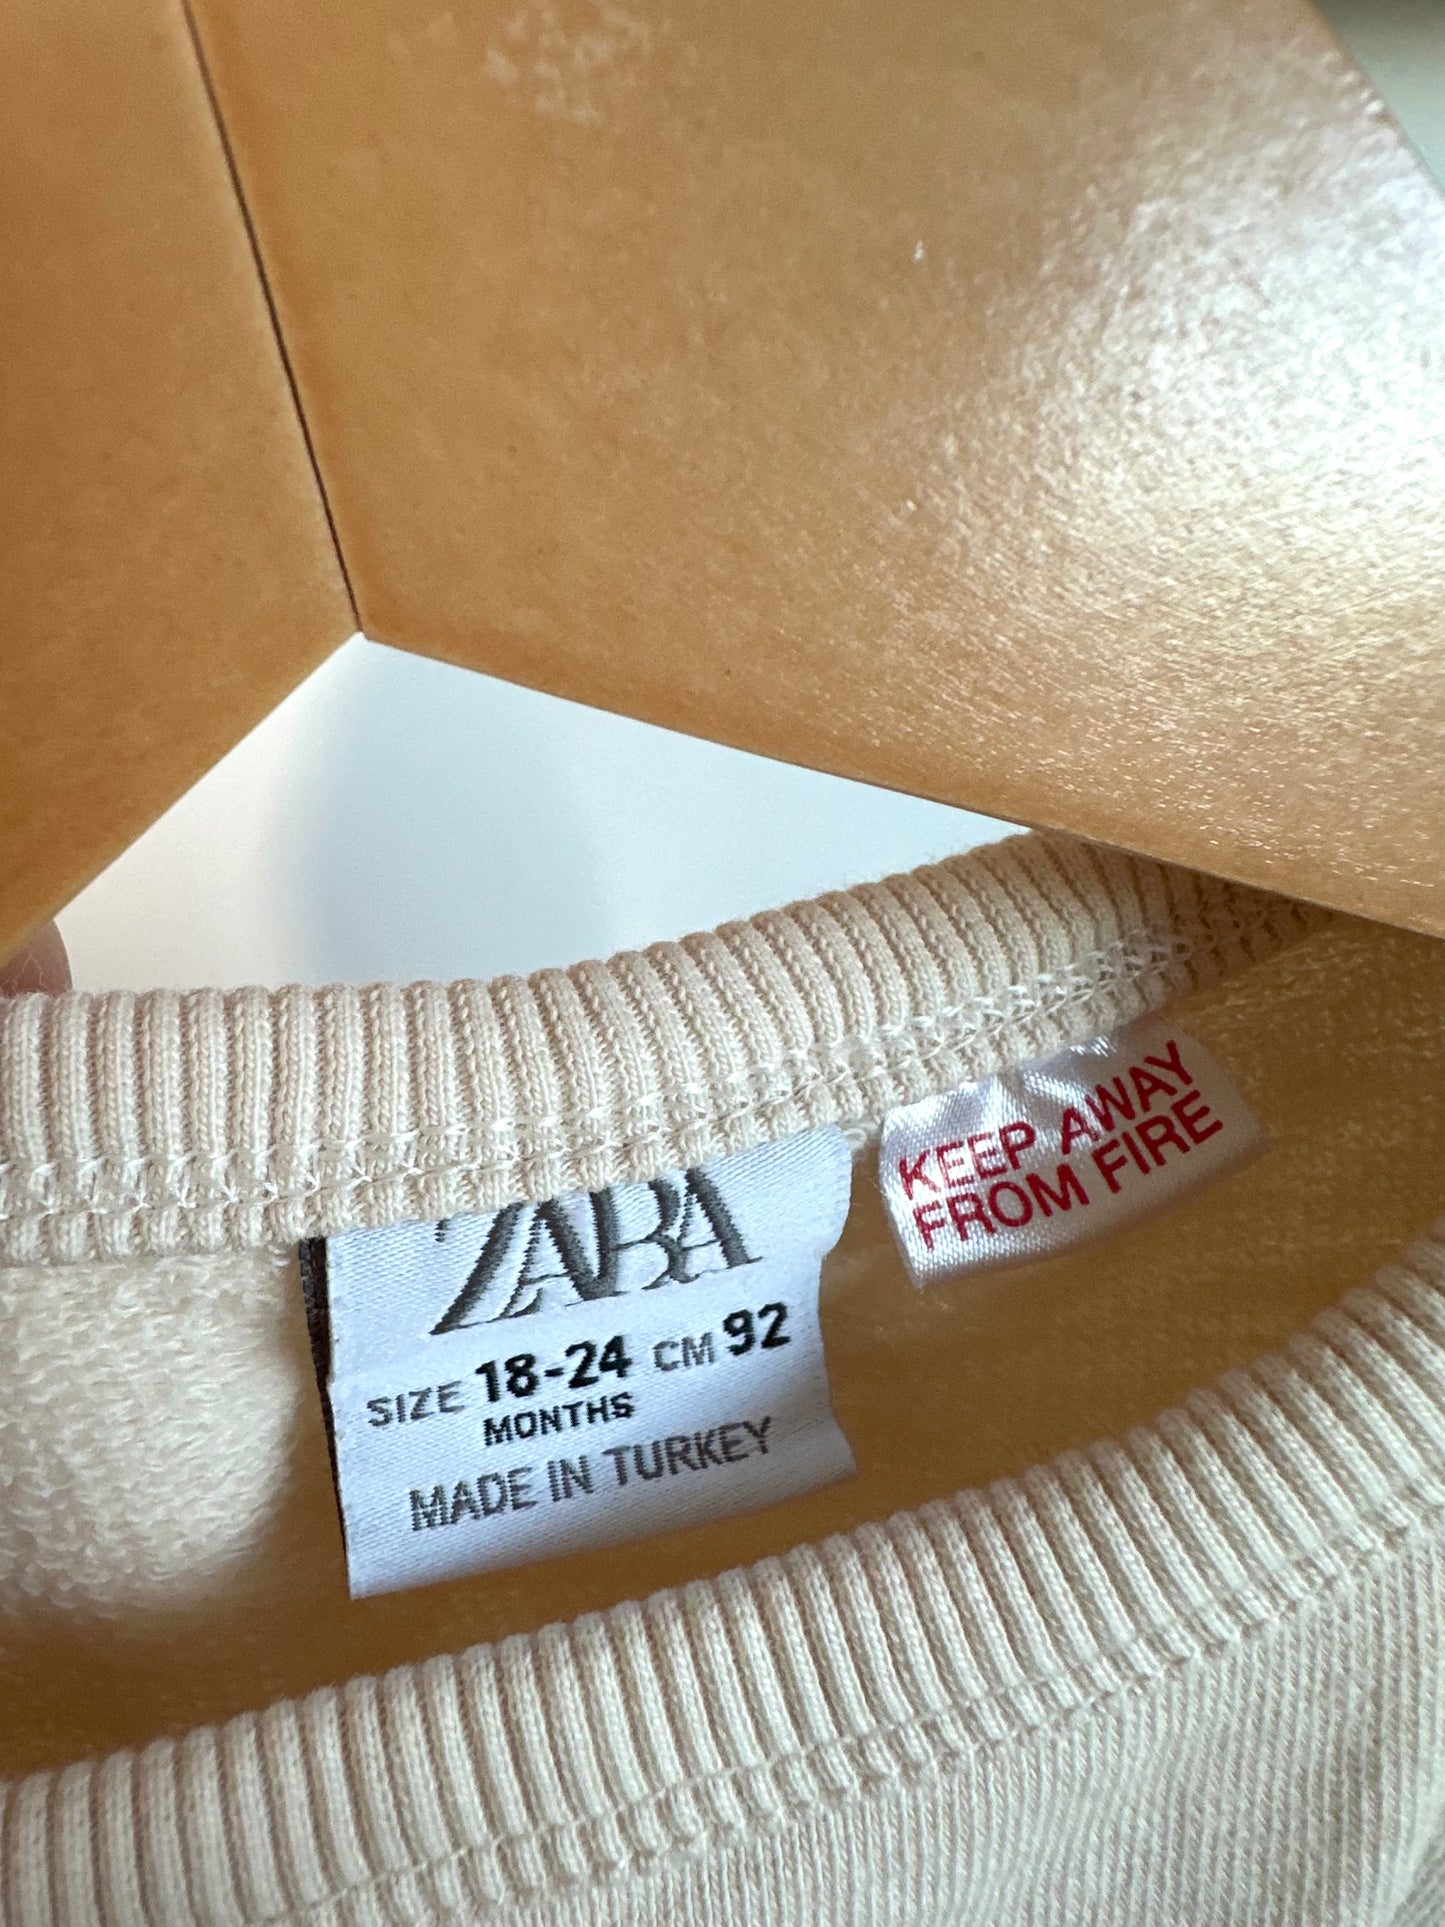 ZARA
SIZE 18-24 CM 92
MONTHS
MADE IN TURKEY
KEEP AWAY
FROM FIRE